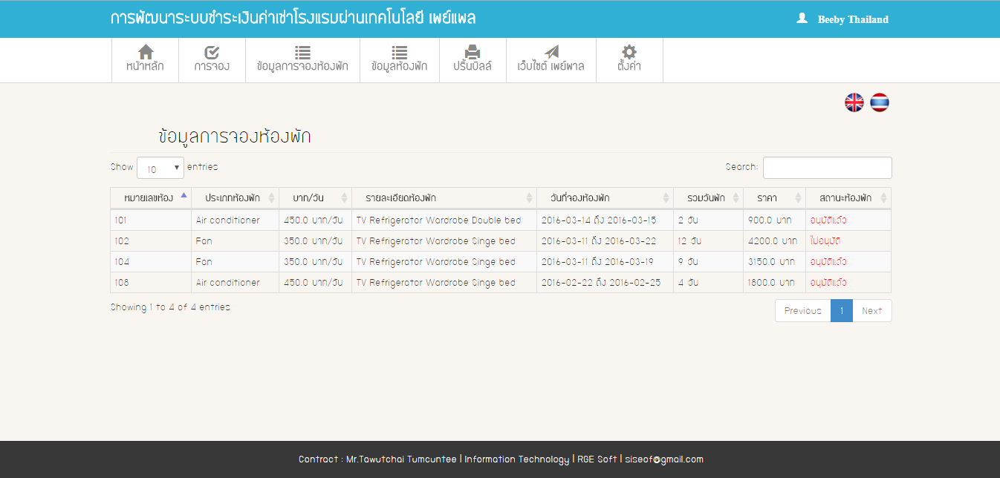 การพัฒนาระบบชำระเงินค่าเช่าโรงแรมผ่านเทคโนโลยี เพย์แพล
Beeby Thailand
หน้าหลัก การจอง ข้อมูลการจองห้องพัก ข้อมูลห้องพัก ปริ้นบิลล์ เว็บไซต์ เพย์พาล ตั้งค่า
ข้อมูลการจองห้องพัก
Show 10 entries Search:
หมายเลขห้อง ประเภทห้องพัก บาท/วัน รายละเอียดห้องพัก วันที่จองห้องพัก รวมวันพัก ราคา สถานะห้องพัก
101 Air conditioner 450.0 บาท/วัน TV Refrigerator Wardrobe Double bed 2016-03-14 ถึง 2016-03-15 2 วัน 900.0 บาท อนุมัติแล้ว
102 Fan 350.0 บาท/วัน TV Refrigerator Wardrobe Singe bed 2016-03-11 ถึง 2016-03-22 12 วัน 4200.0 บาท ไม่อนุมัติ
104 Fan 350.0 บาท/วัน TV Refrigerator Wardrobe Singe bed 2016-03-11 ถึง 2016-03-19 9 วัน 3150.0 บาท อนุมัติแล้ว
108 Air conditioner 450.0 บาท/วัน TV Refrigerator Wardrobe Singe bed 2016-02-22 ถึง 2016-02-25 4 วัน 1800.0 บาท อนุมัติแล้ว
Showing 1 to 4 of 4 entries Previous 1 Next
Contract : Mr.Tawutchai Tumcuntee | Information Technology | RGE Soft | siseof@gmail.com